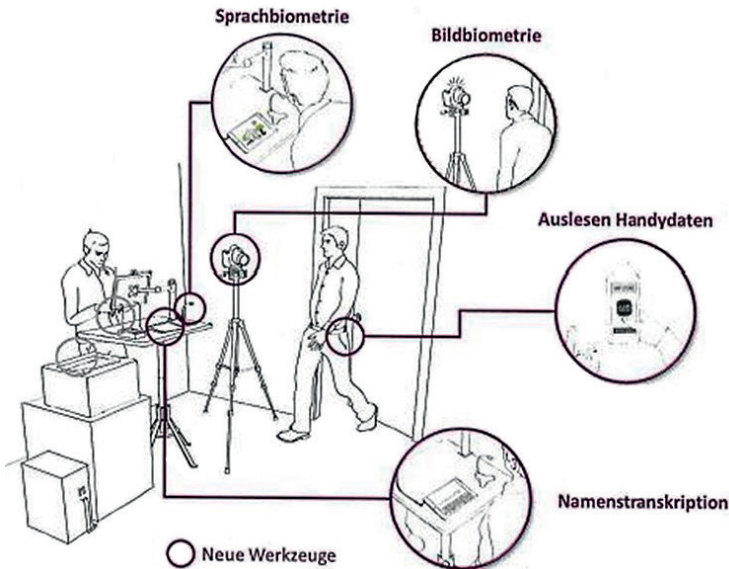 Sprachbiometrie
Bildbiometrie
Auslesen Handydaten
Namenstranskription
Neue Werkzeuge